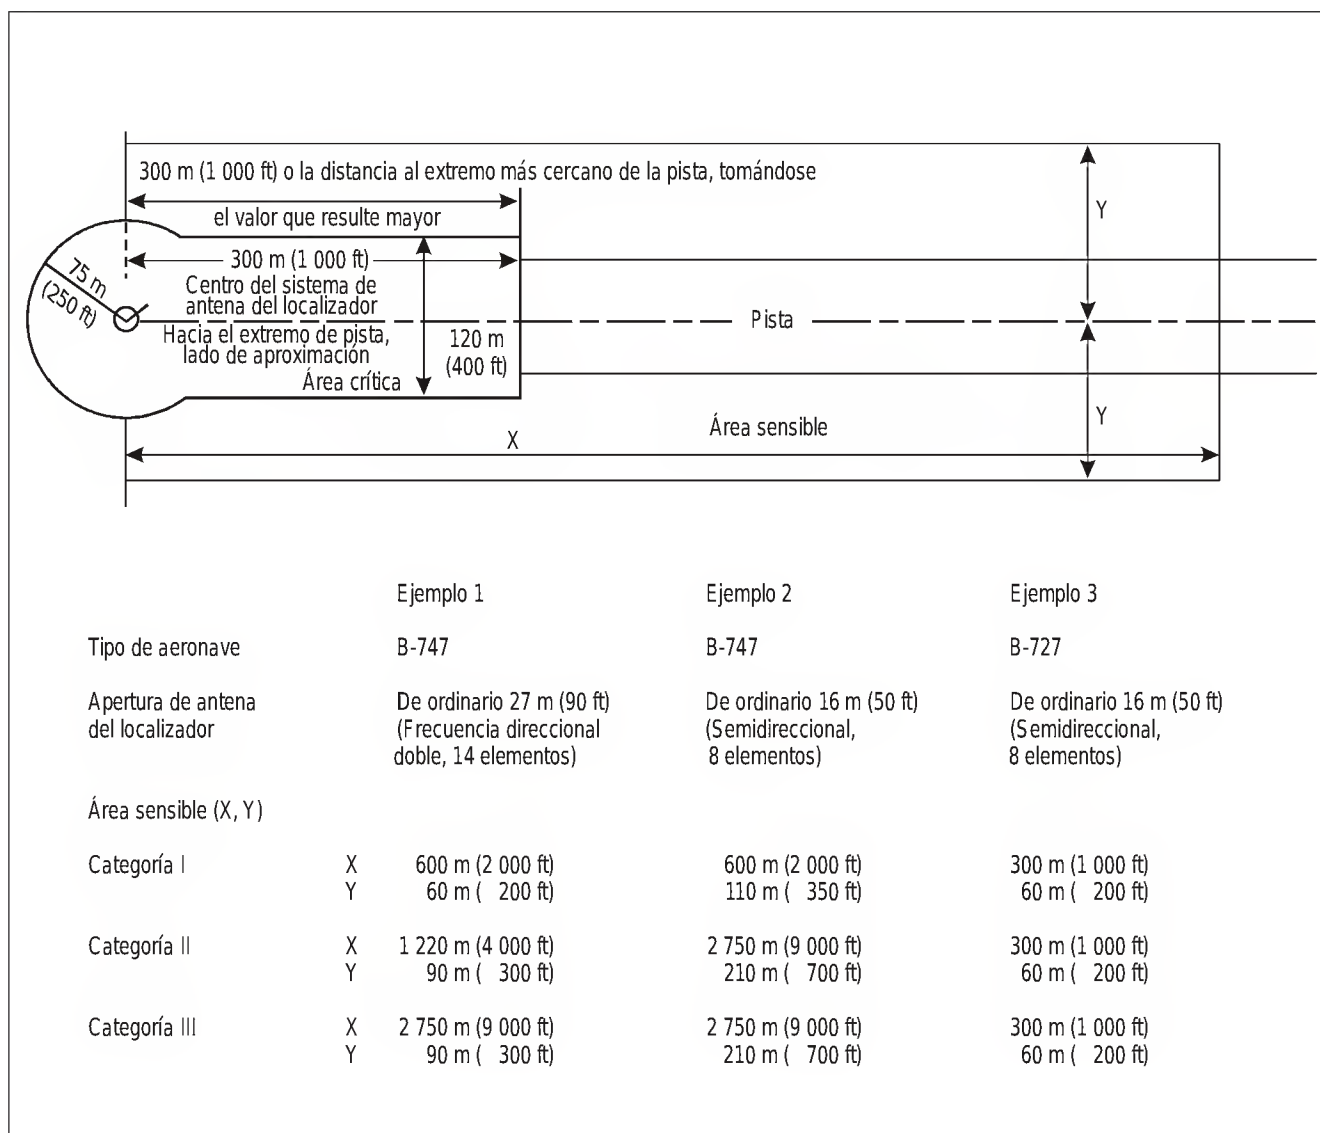 300 m (1 000 ft) o la distancia al extremo más cercano de la pista, tomándose
el valor que resulte mayor
Y
300 m (1 000 ft)
75 m
(250 ft)
Centro del sistema de
antena del localizador
Pista
Hacia el extremo de pista,
lado de aproximación
120 m
(400 ft)
Área crítica
Y
Área sensible
X
Ejemplo 1 Ejemplo 2 Ejemplo 3
Tipo de aeronave B-747 B-747 B-727
Apertura de antena De ordinario 27 m (90 ft) De ordinario 16 m (50 ft) De ordinario 16 m (50 ft)
del localizador (Frecuencia direccional (Semidireccional, (Semidireccional,
doble, 14 elementos) 8 elementos) 8 elementos)
Área sensible (X, Y)
Categoría I X 600 m (2 000 ft) 600 m (2 000 ft) 300 m (1 000 ft)
Y 60 m ( 200 ft) 110 m ( 350 ft) 60 m ( 200 ft)
Categoría II X 1 220 m (4 000 ft) 2 750 m (9 000 ft) 300 m (1 000 ft)
Y 90 m ( 300 ft) 210 m ( 700 ft) 60 m ( 200 ft)
Categoría III X 2 750 m (9 000 ft) 2 750 m (9 000 ft) 300 m (1 000 ft)
Y 90 m ( 300 ft) 210 m ( 700 ft) 60 m ( 200 ft)